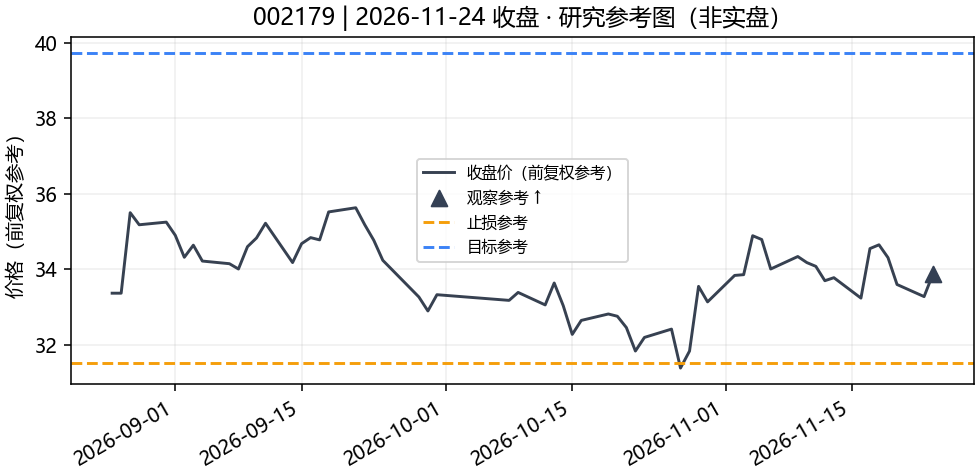 002179 | 2026-11-24 收盘 · 研究参考图（非实盘）
价格（前复权参考）
40
38
36
34
32
收盘价（前复权参考）
观察参考↑
止损参考
目标参考
2026-09-01
2026-09-15
2026-10-01
2026-10-15
2026-11-01
2026-11-15